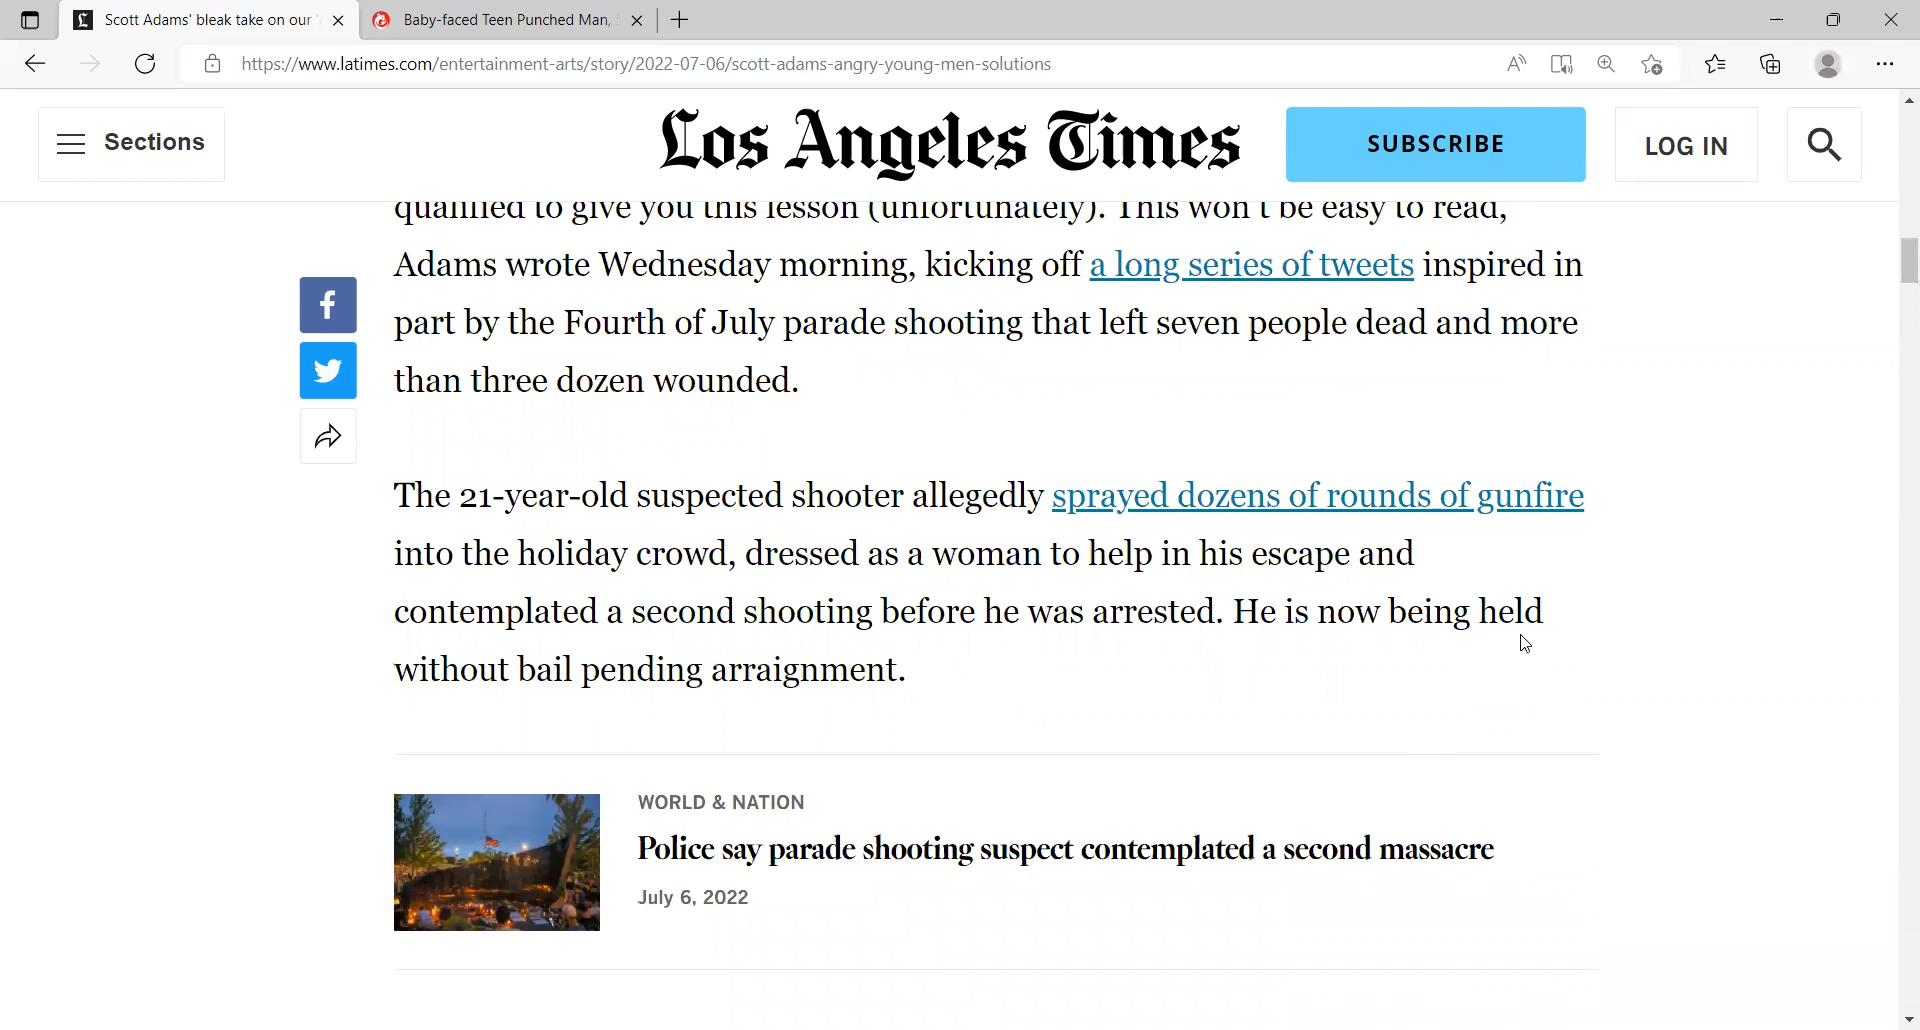 Scott Adams' bleak take on our '
Baby-faced Teen Punched Man,
https://www.latimes.com/entertainment-arts/story/2022-07-06/scott-adams-angry-young-men-solutions
Sections
Los Angeles Times
SUBSCRIBE
LOG IN
qualified to give you this lesson (unfortunately). This won't be easy to read,
Adams wrote Wednesday morning, kicking off a long series of tweets inspired in
part by the Fourth of July parade shooting that left seven people dead and more
than three dozen wounded.
The 21-year-old suspected shooter allegedly sprayed dozens of rounds of gunfire
into the holiday crowd, dressed as a woman to help in his escape and
contemplated a second shooting before he was arrested. He is now being held
without bail pending arraignment.
WORLD & NATION
Police say parade shooting suspect contemplated a second massacre
July 6, 2022